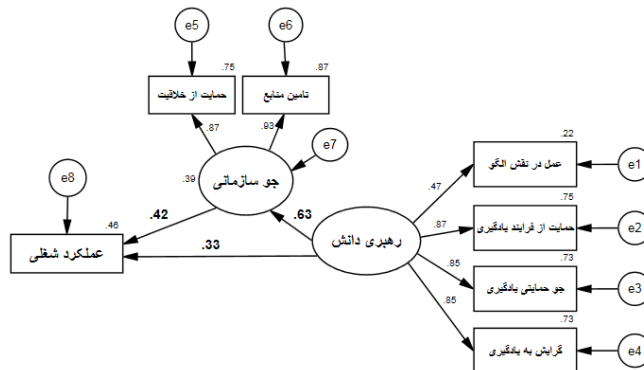 e5
e6
.75
.87
حمایت از خلاقیت
تامین منابع
.87
.93
e7
.22
عمل در نقش الگو
e1
e8
.39
جو سازمانی
.47
.75
.42
.63
حمایت از فرایند یادگیری
e2
.46
.87
عملکرد شغلی
.33
رهبری دانش
.73
.85
جو حمایتی یادگیری
e3
.85
.73
گرایش به یادگیری
e4